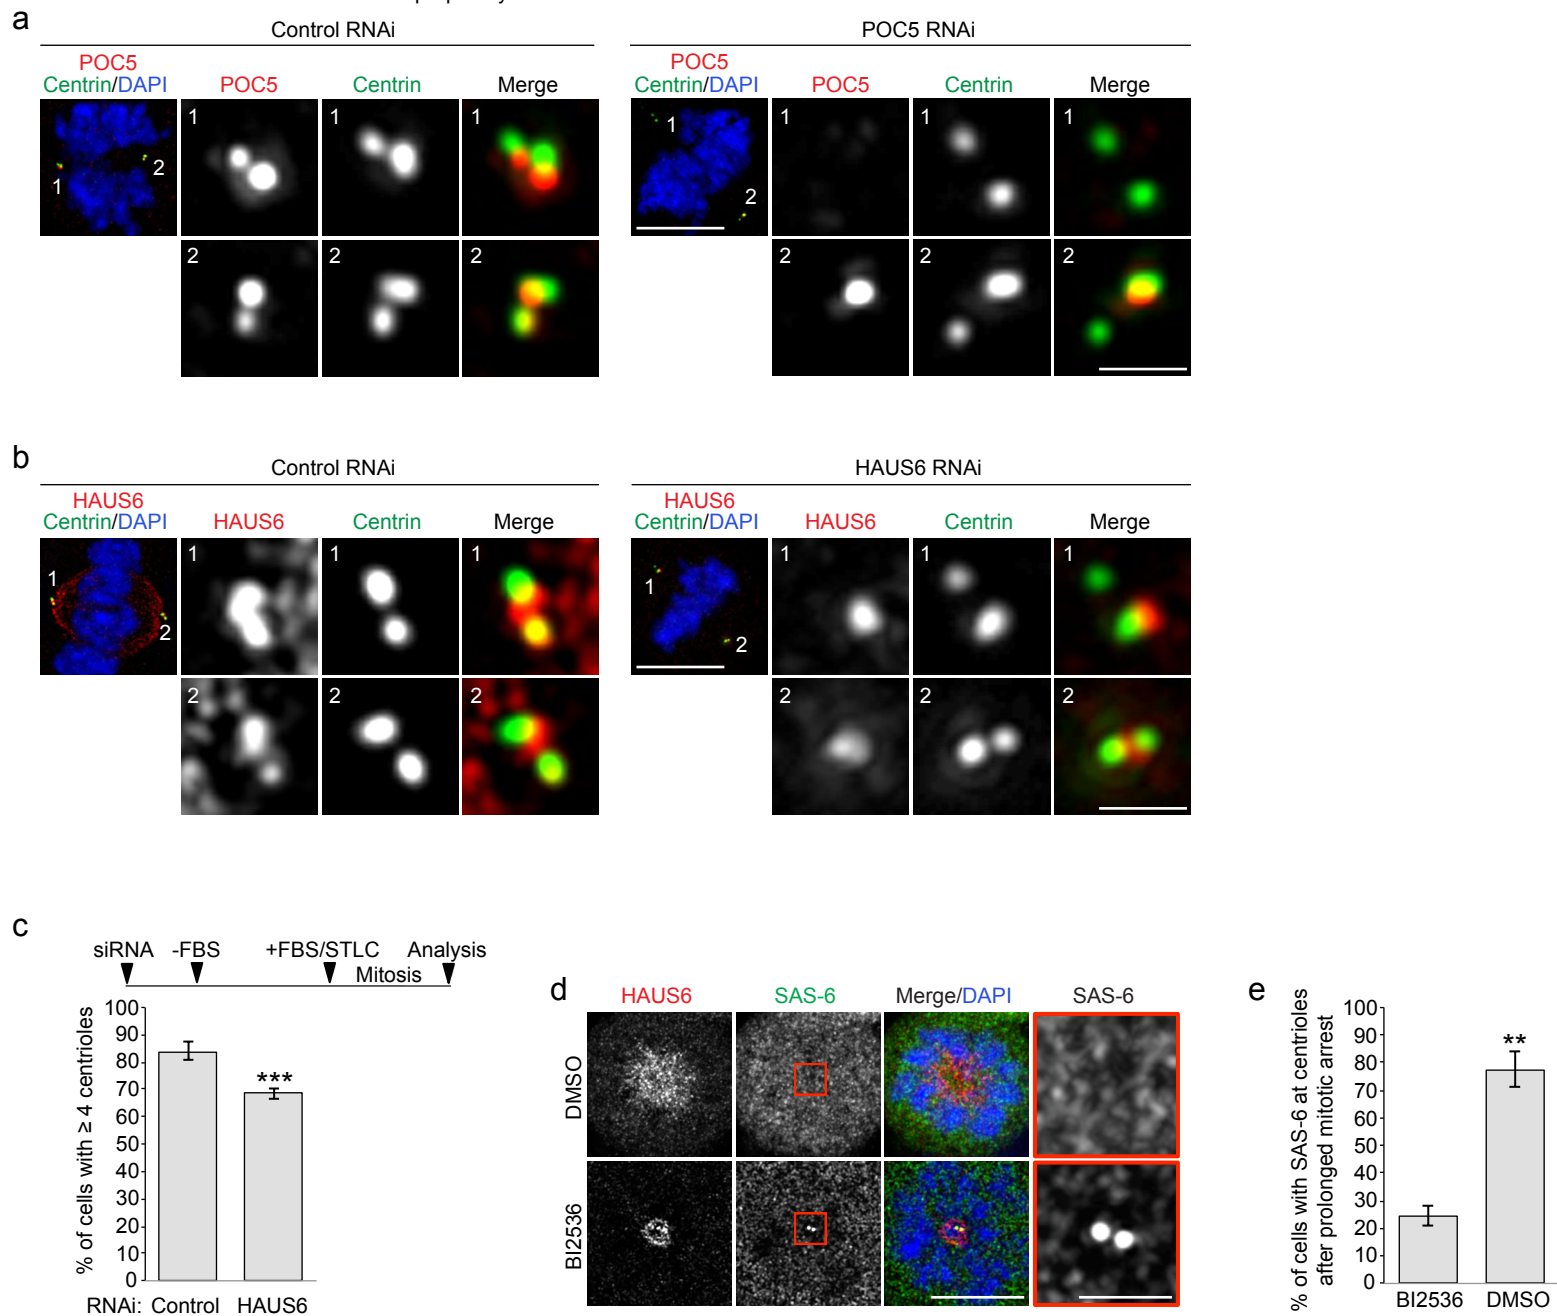 a
Control RNAi
POC5 RNAi
POC5
Centrin/DAPI
POC5
Centrin
Merge
POC5
Centrin/DAPI
POC5
Centrin
Merge
1
2
1
1
1
2
2
2
1
2
1
1
1
2
2
2
b
Control RNAi
HAUS6 RNAi
HAUS6
Centrin/DAPI
HAUS6
Centrin
Merge
HAUS6
Centrin/DAPI
HAUS6
Centrin
Merge
1
2
1
1
1
2
2
2
1
2
1
1
1
2
2
2
c
siRNA -FBS +FBS/STLC Analysis
Mitosis
% of cells with ≥ 4 centrioles
100
90
80
70
60
50
40
30
20
10
0
***
RNAi: Control HAUS6
d
HAUS6 SAS-6 Merge/DAPI SAS-6
DMSO
BI2536
e
% of cells with SAS-6 at centrioles
after prolonged mitotic arrest
100
90
80
70
60
50
40
30
20
10
0
**
BI2536 DMSO